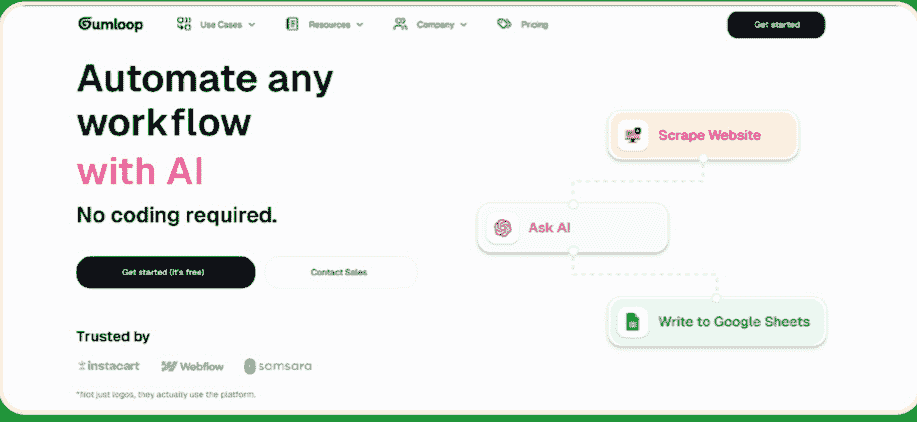 Gumloop
Use Cases
Resources
Company
Pricing
Get started
Automate any
workflow
with AI
No coding required.
Get started (it's free)
Contact Sales
Scrape Website
Ask AI
Write to Google Sheets
Trusted by
instacart
Webflow
samsara
*Not just logos, they actually use the platform.